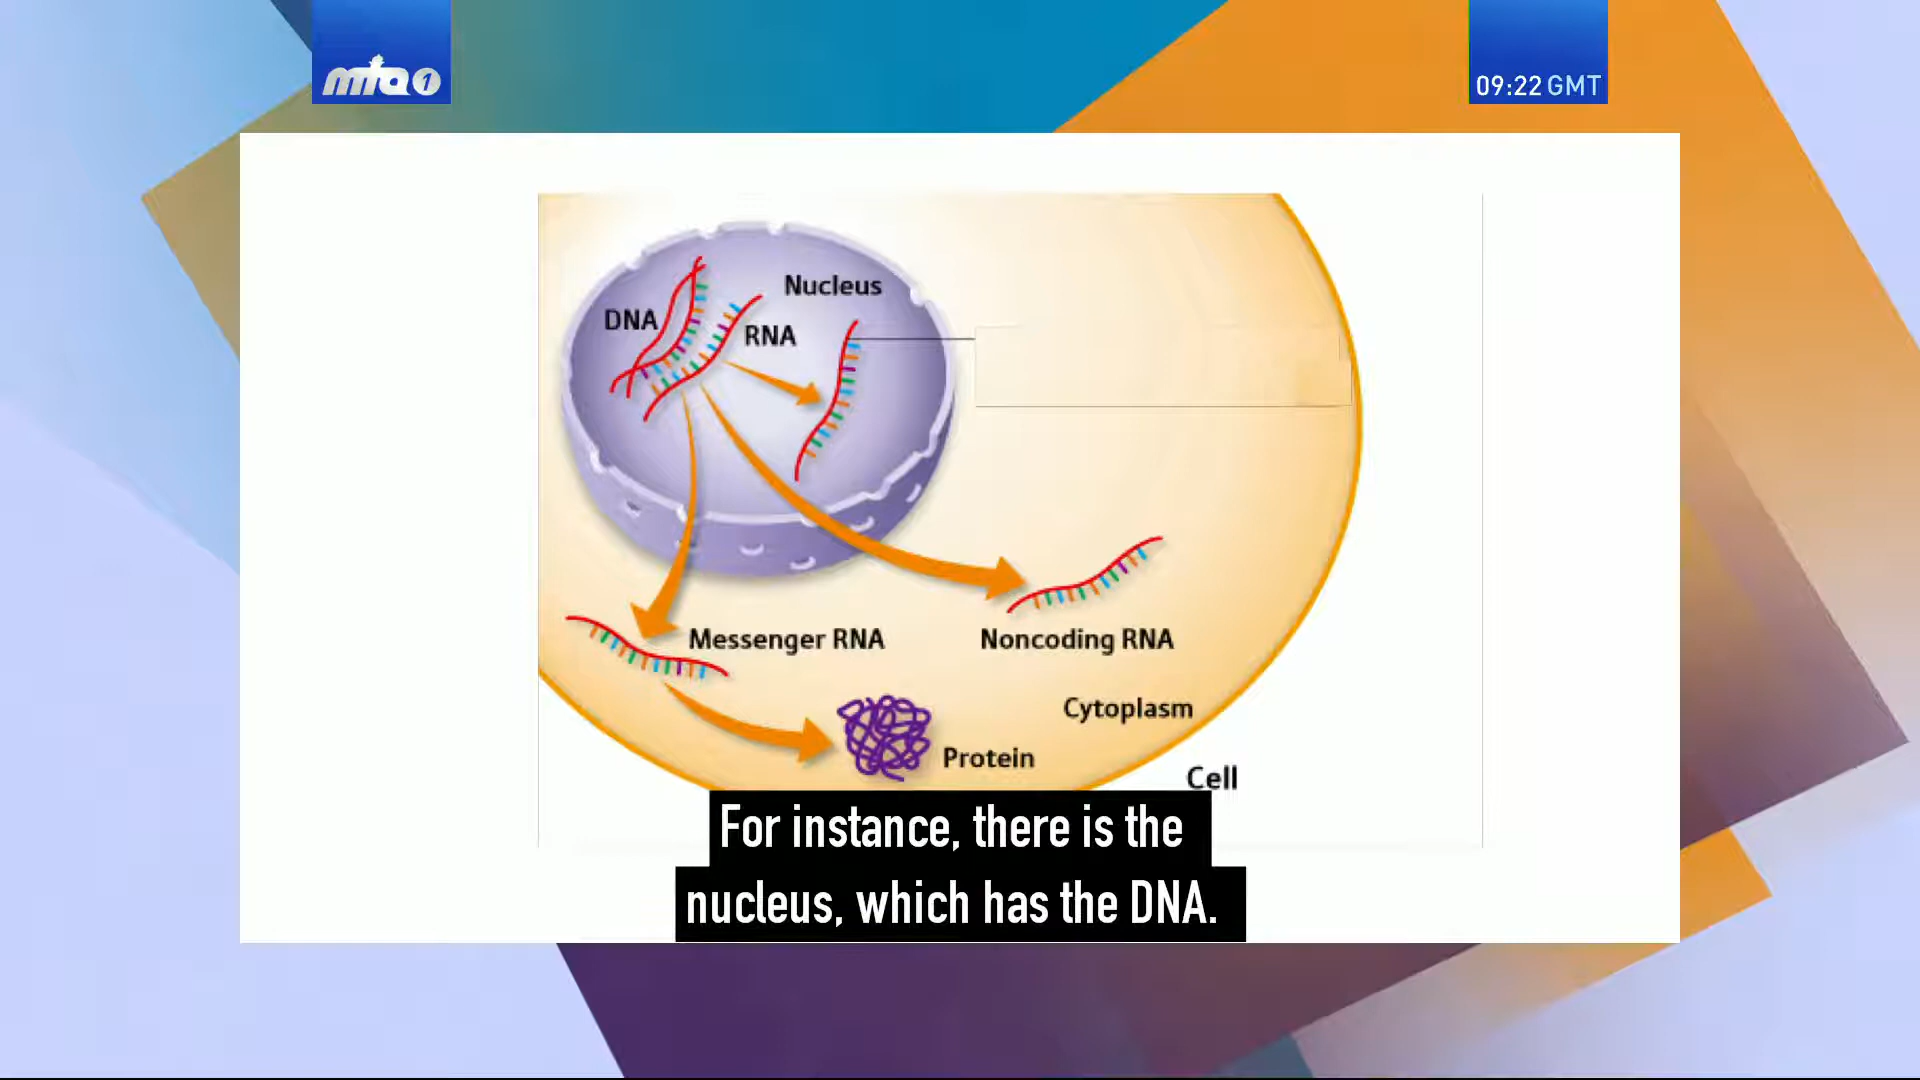 mta1
09:22 GMT
Nucleus
DNA
RNA
Messenger RNA
Noncoding RNA
Cytoplasm
Protein
Cell
For instance, there is the
nucleus, which has the DNA.